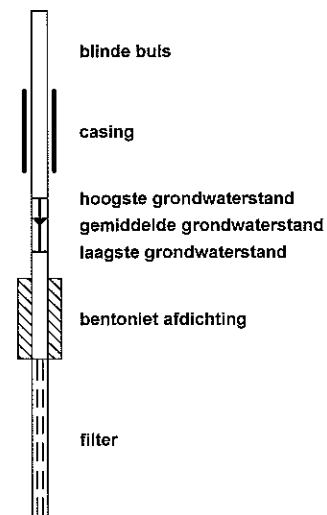 blinde buis
casing
hoogste grondwaterstand
gemiddelde grondwaterstand
laagste grondwaterstand
bentoniet afdichting
filter